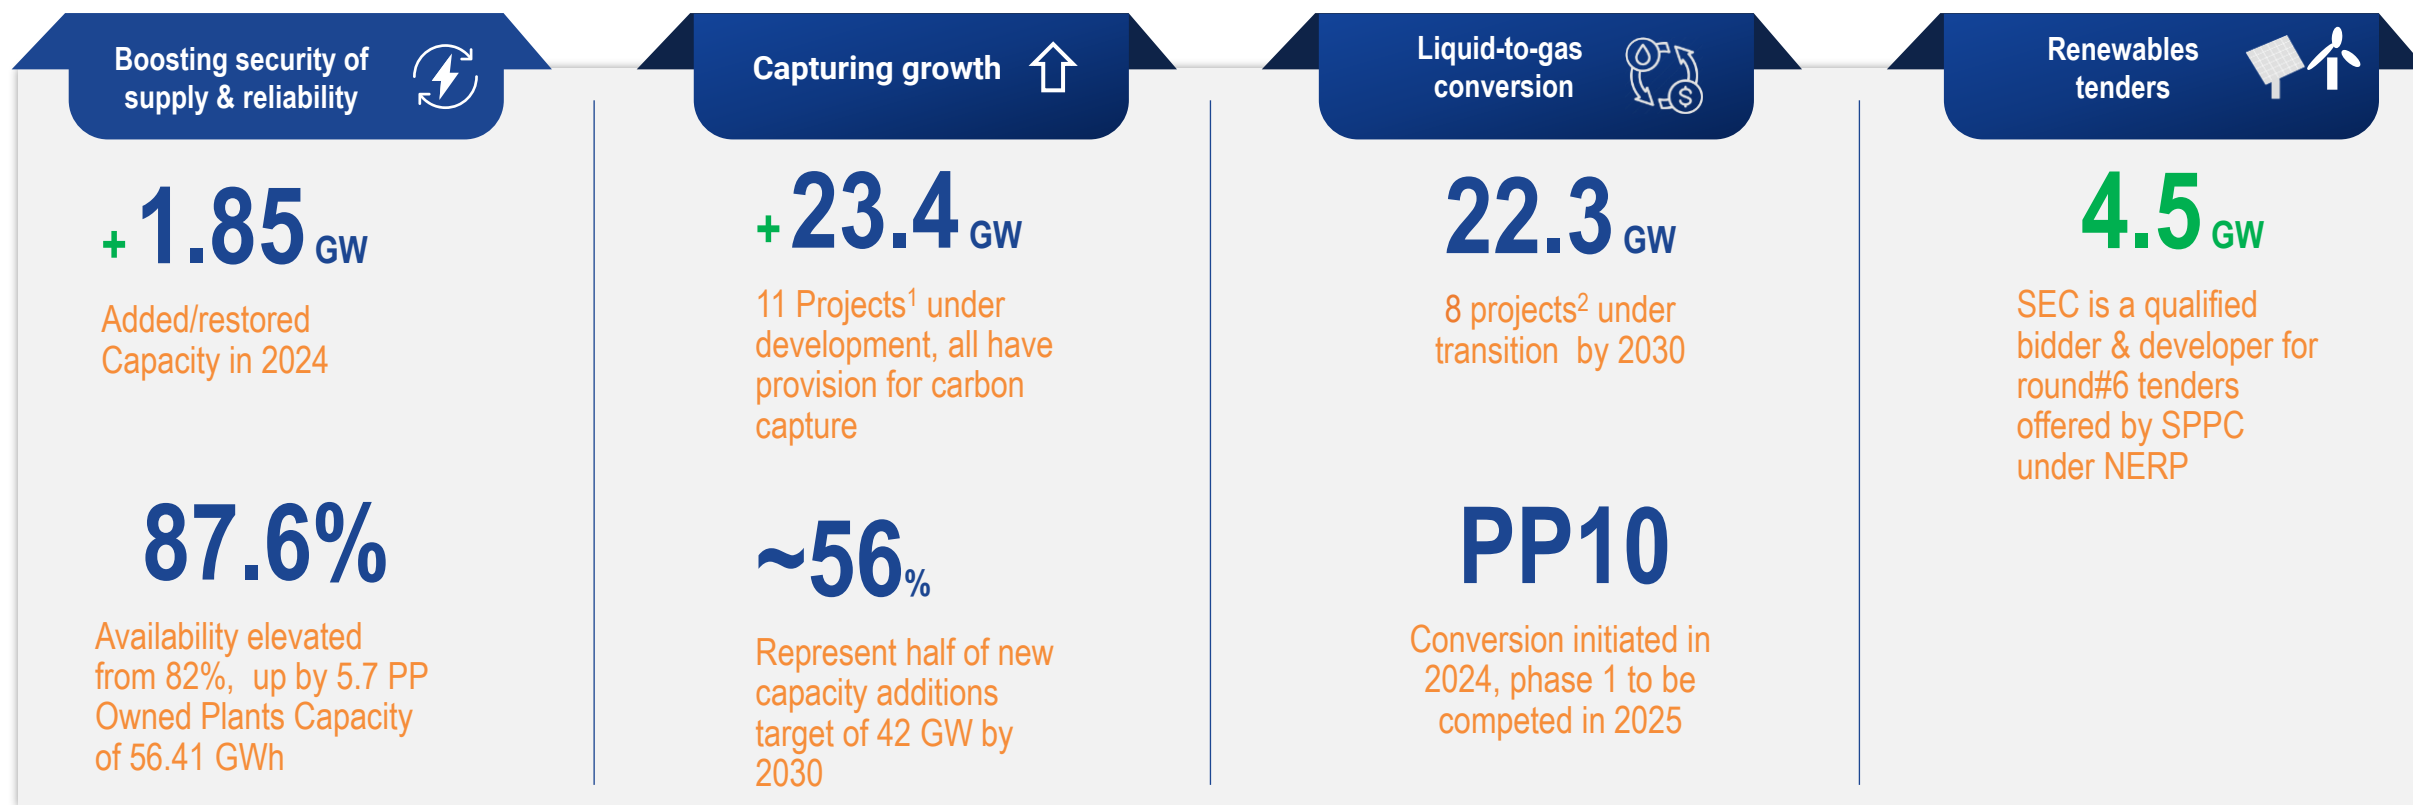 Boosting security of
supply & reliability
+ 1.85 GW
Added/restored
Capacity in 2024
87.6%
Availability elevated
from 82%, up by 5.7 PP
Owned Plants Capacity
of 56.41 GWh
Capturing growth
+ 23.4 GW
11 Projects¹ under
development, all have
provision for carbon
capture
~56%
Represent half of new
capacity additions
target of 42 GW by
2030
Liquid-to-gas
conversion
$
22.3 GW
8 projects² under
transition by 2030
PP10
Conversion initiated in
2024, phase 1 to be
competed in 2025
Renewables
tenders
4.5 GW
SEC is a qualified
bidder & developer for
round#6 tenders
offered by SPPC
under NERP